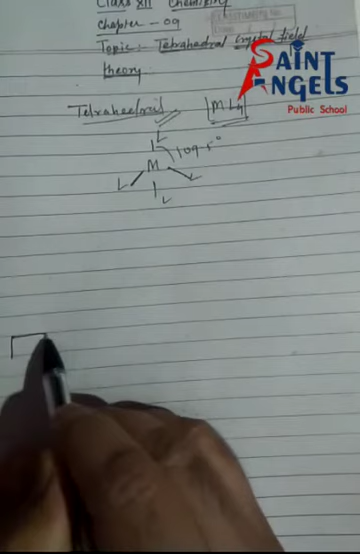 Class XII Chemistry
Chapter - 09
Topic :- Tetrahedral Crystal field
theory
SAINT
ANGELS
Public School
Tetrahedral [ML4]
L
109.5°
M
L L
L